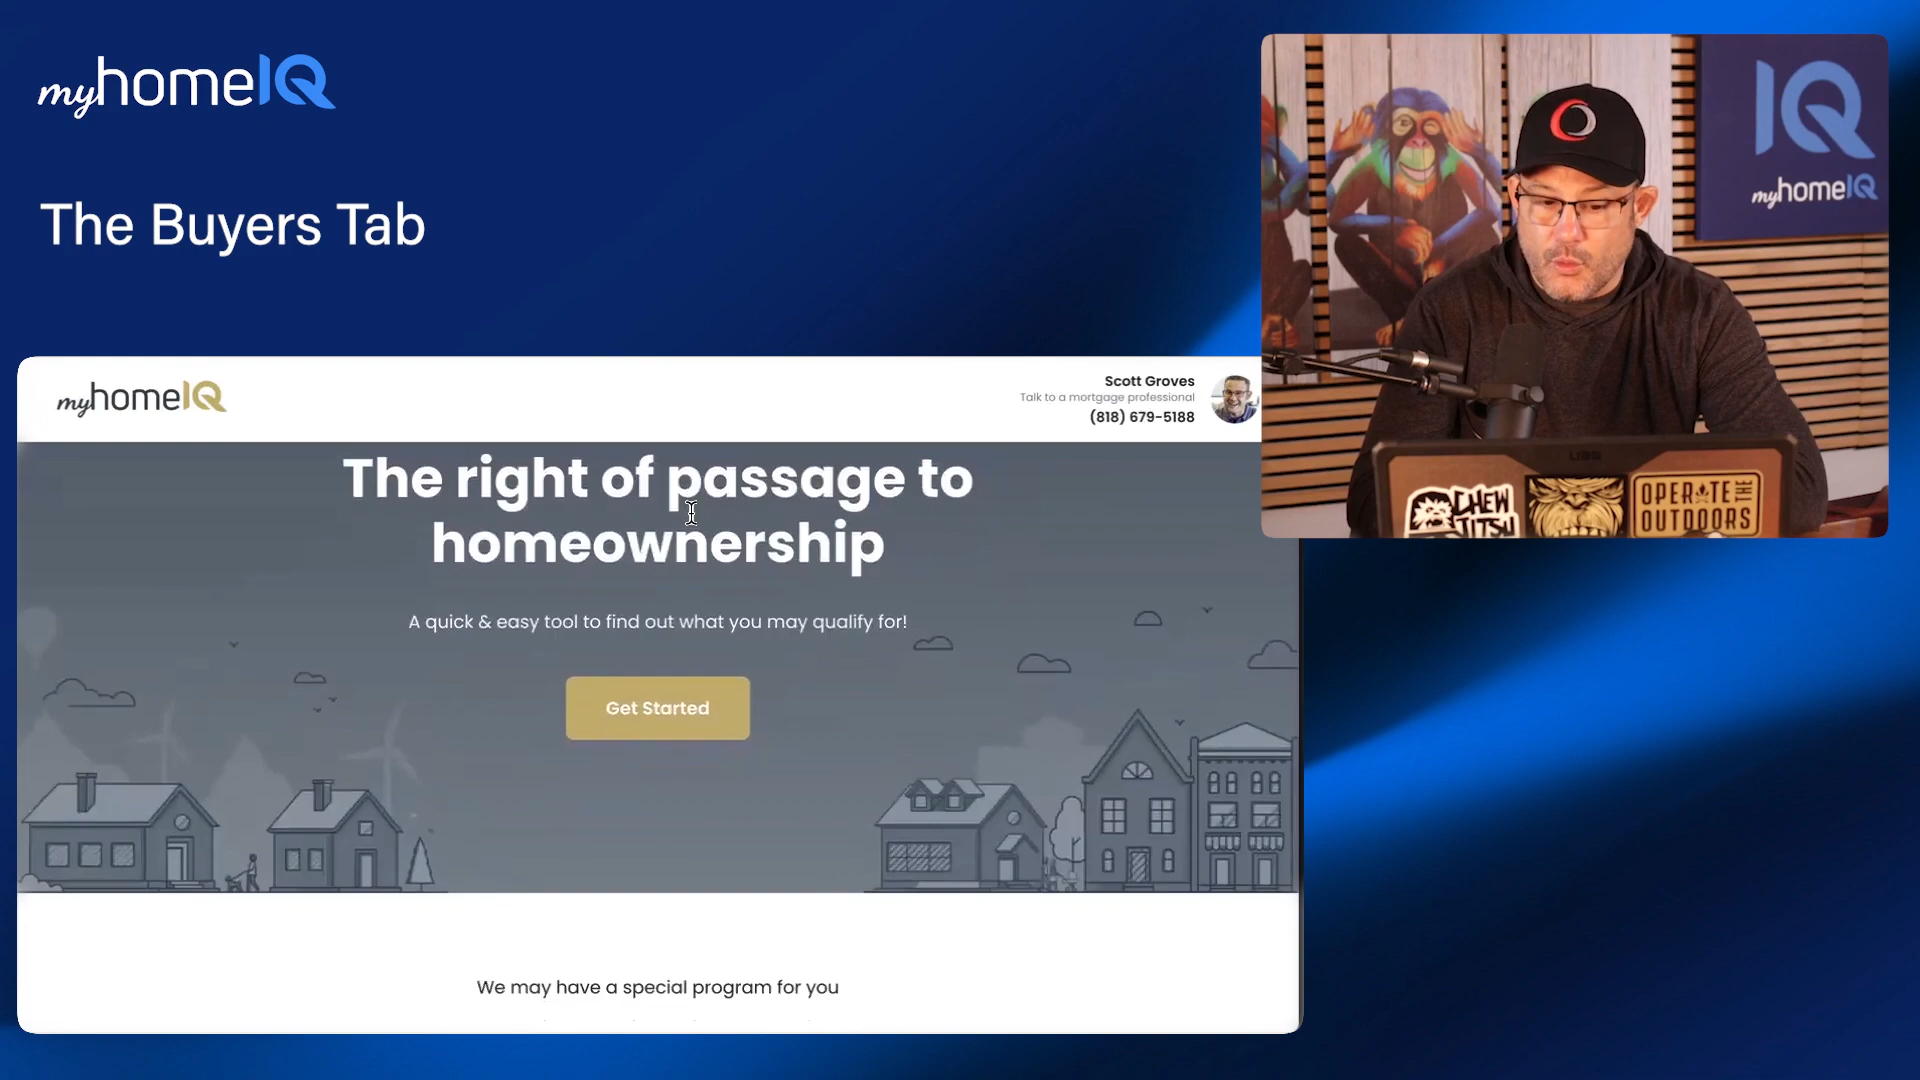 myhomeIQ
The Buyers Tab
myhomeIQ
Scott Groves
Talk to a mortgage professional
(818) 679-5188
The right of passage to
homeownership
A quick & easy tool to find out what you may qualify for!
Get Started
We may have a special program for you
IQ
myhomeIQ
CHEW
JITSU
OPERATE THE
OUTDOORS